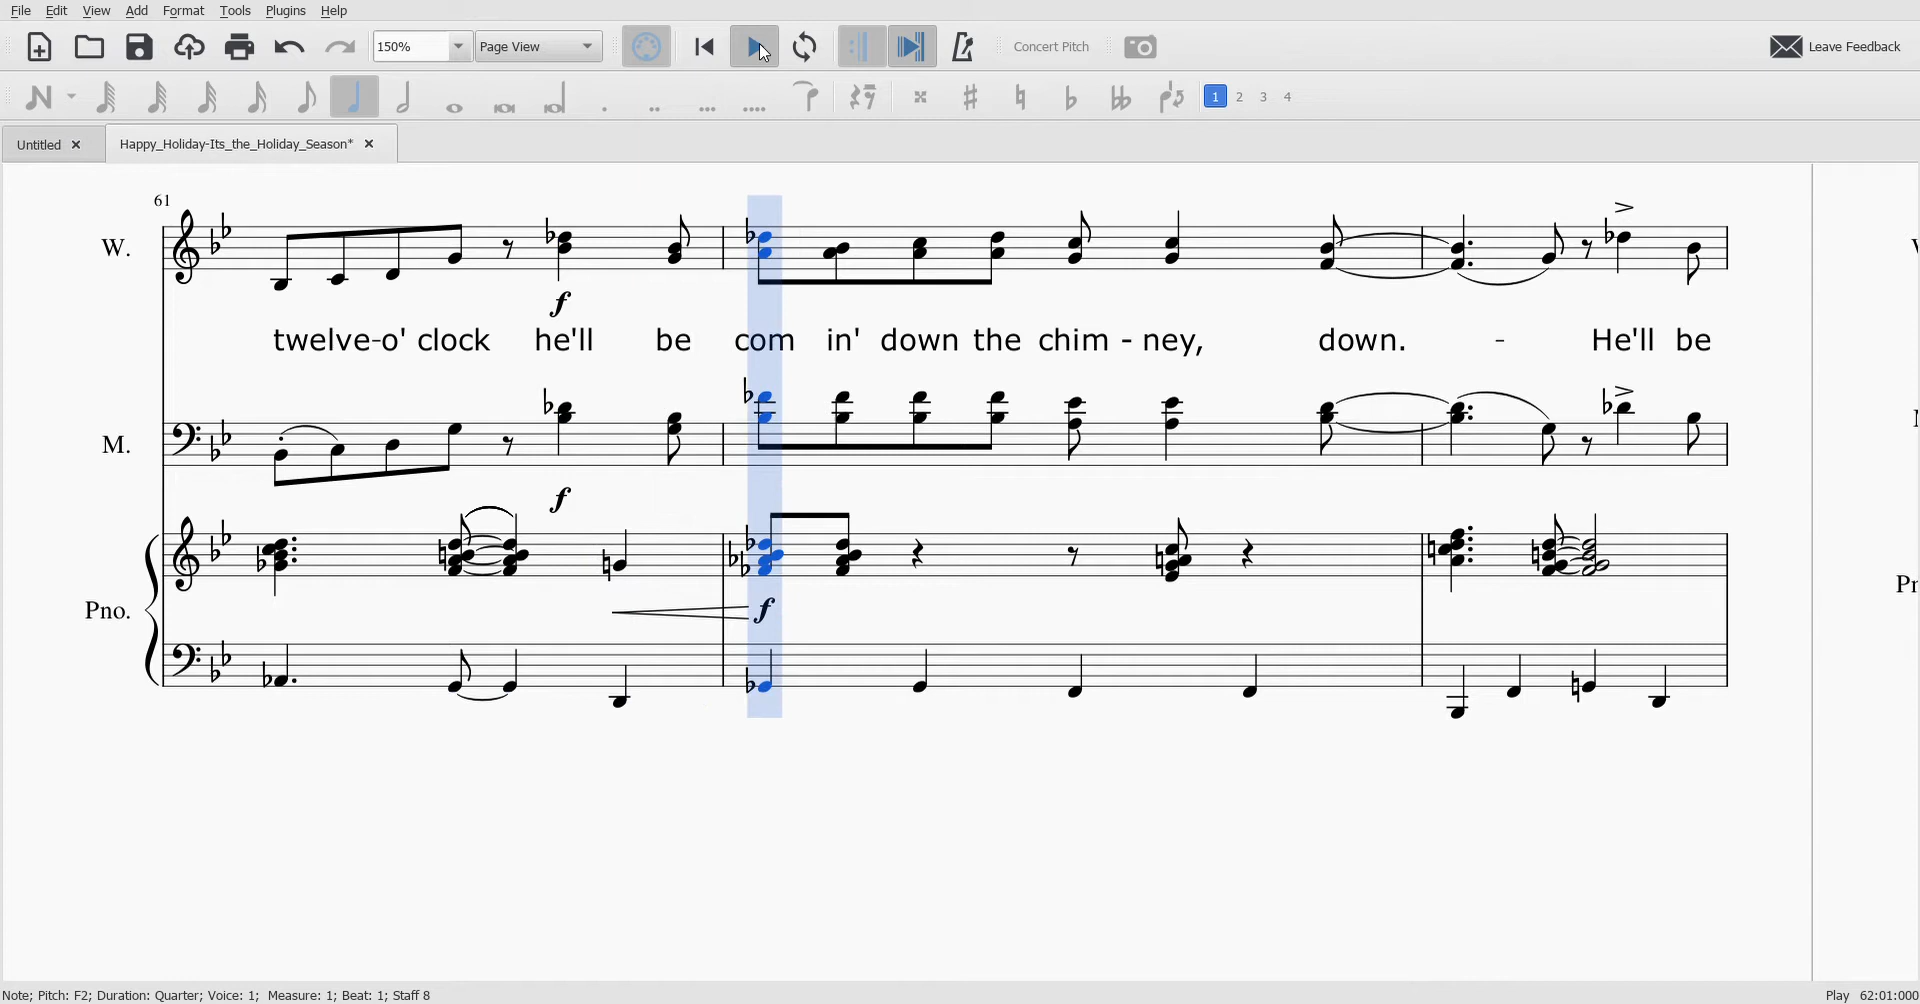 File Edit View Add Format Tools Plugins Help
150% Page View Concert Pitch Leave Feedback
1 2 3 4
Untitled Happy_Holiday-Its_the_Holiday_Season*
61
W.
f
twelve-o' clock he'll be com in' down the chim - ney, down. - He'll be
M.
f
Pno.
f
Note; Pitch: F2; Duration: Quarter; Voice: 1; Measure: 1; Beat: 1; Staff 8 Play 62:01:000